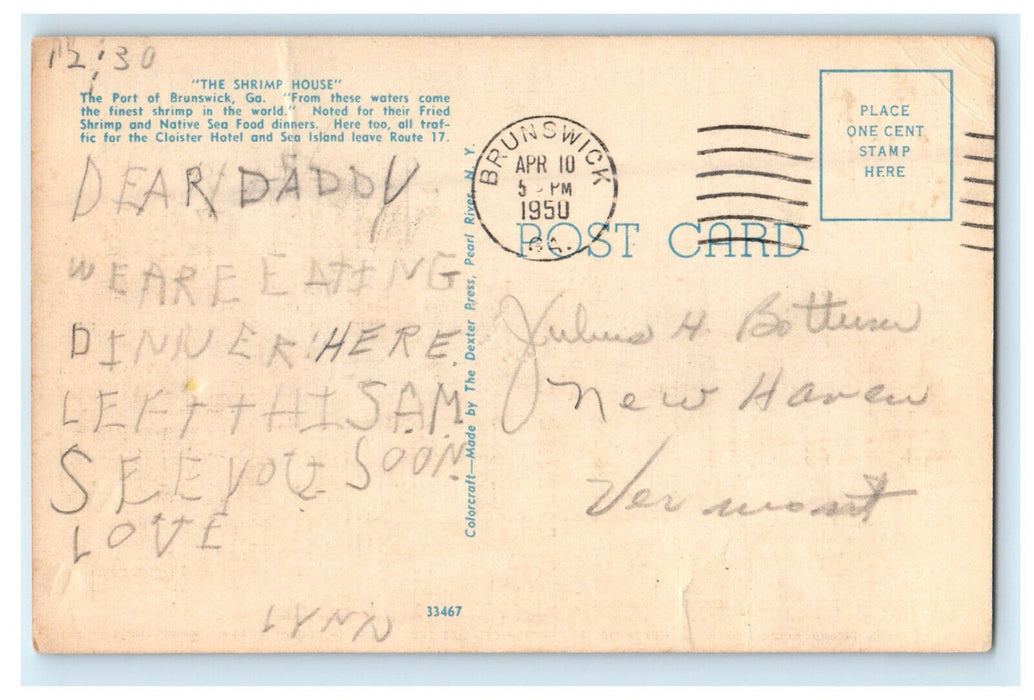 12:30
"THE SHRIMP HOUSE"
The Port of Brunswick, Ga. "From these waters come
the finest shrimp in the world." Noted for their Fried
Shrimp and Native Sea Food dinners. Here too, all traf-
fic for the Cloister Hotel and Sea Island leave Route 17.
DEAR DADDY
WE ARE EATING
DINNER HERE.
LEFT THIS A.M.
SEE YOU SOON
LOVE
LYNN
33467
Colorcraft—Made by The Dexter Press, Pearl River, N. Y.
BRUNSWICK
APR 10
5 - PM
1950
GA.
POST CARD
PLACE
ONE CENT
STAMP
HERE
Julius H. Bottum
New Haven
Vermont